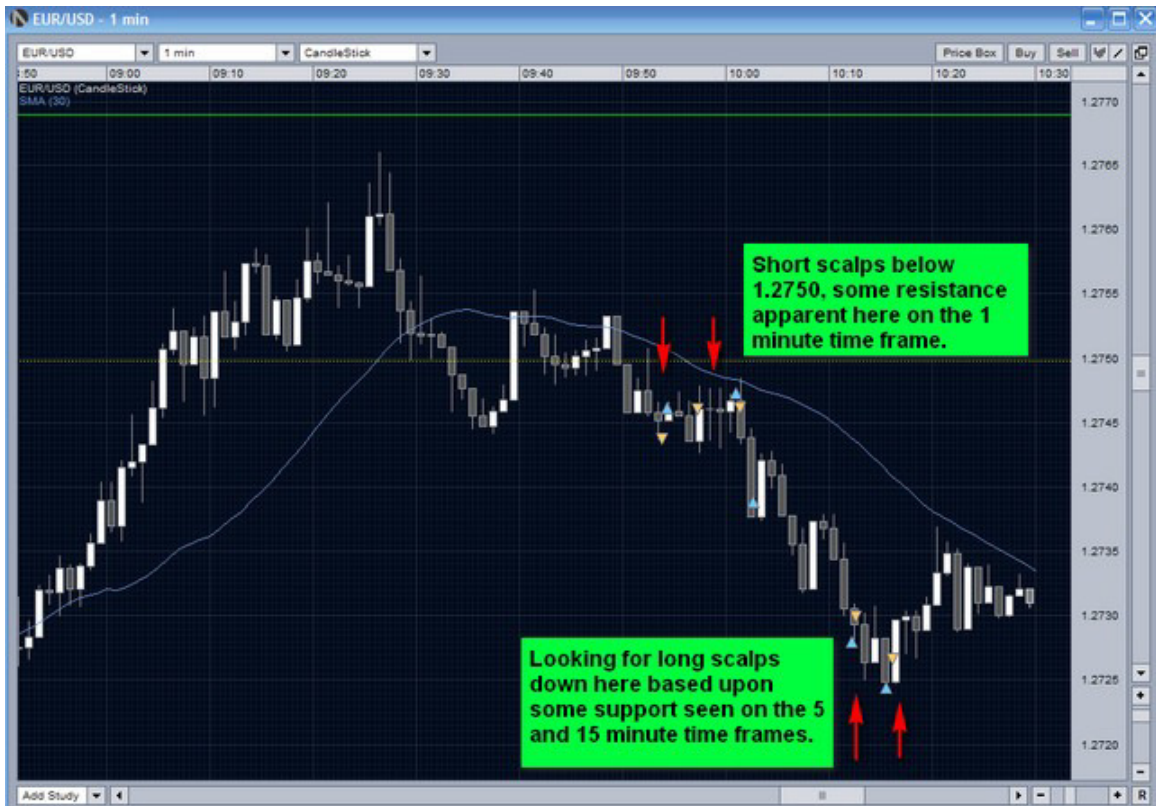 EUR/USD - 1 min
EUR/USD 1 min CandleStick Price Box Buy Sell
:50 09:00 09:10 09:20 09:30 09:40 09:50 10:00 10:10 10:20 10:30
EUR/USD (CandleStick)
SMA (30)
1.2770
1.2765
1.2760
1.2755
1.2750
1.2745
1.2740
1.2735
1.2730
1.2725
1.2720
Short scalps below
1.2750, some resistance
apparent here on the 1
minute time frame.
Looking for long scalps
down here based upon
some support seen on the 5
and 15 minute time frames.
Add Study R